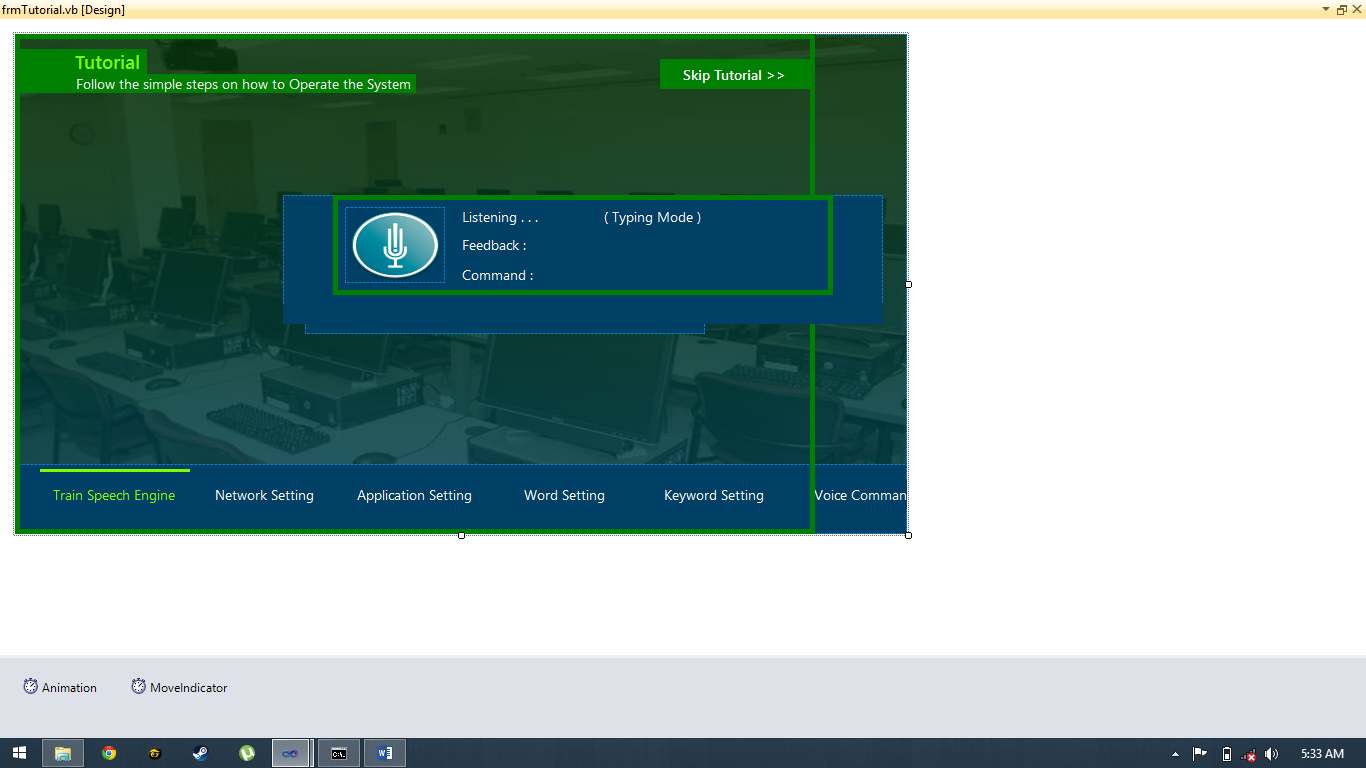 frmTutorial.vb [Design]
Tutorial
Follow the simple steps on how to Operate the System
Skip Tutorial >>
Listening . . . ( Typing Mode )
Feedback :
Command :
Train Speech Engine Network Setting Application Setting Word Setting Keyword Setting Voice Comman
Animation MoveIndicator
5:33 AM